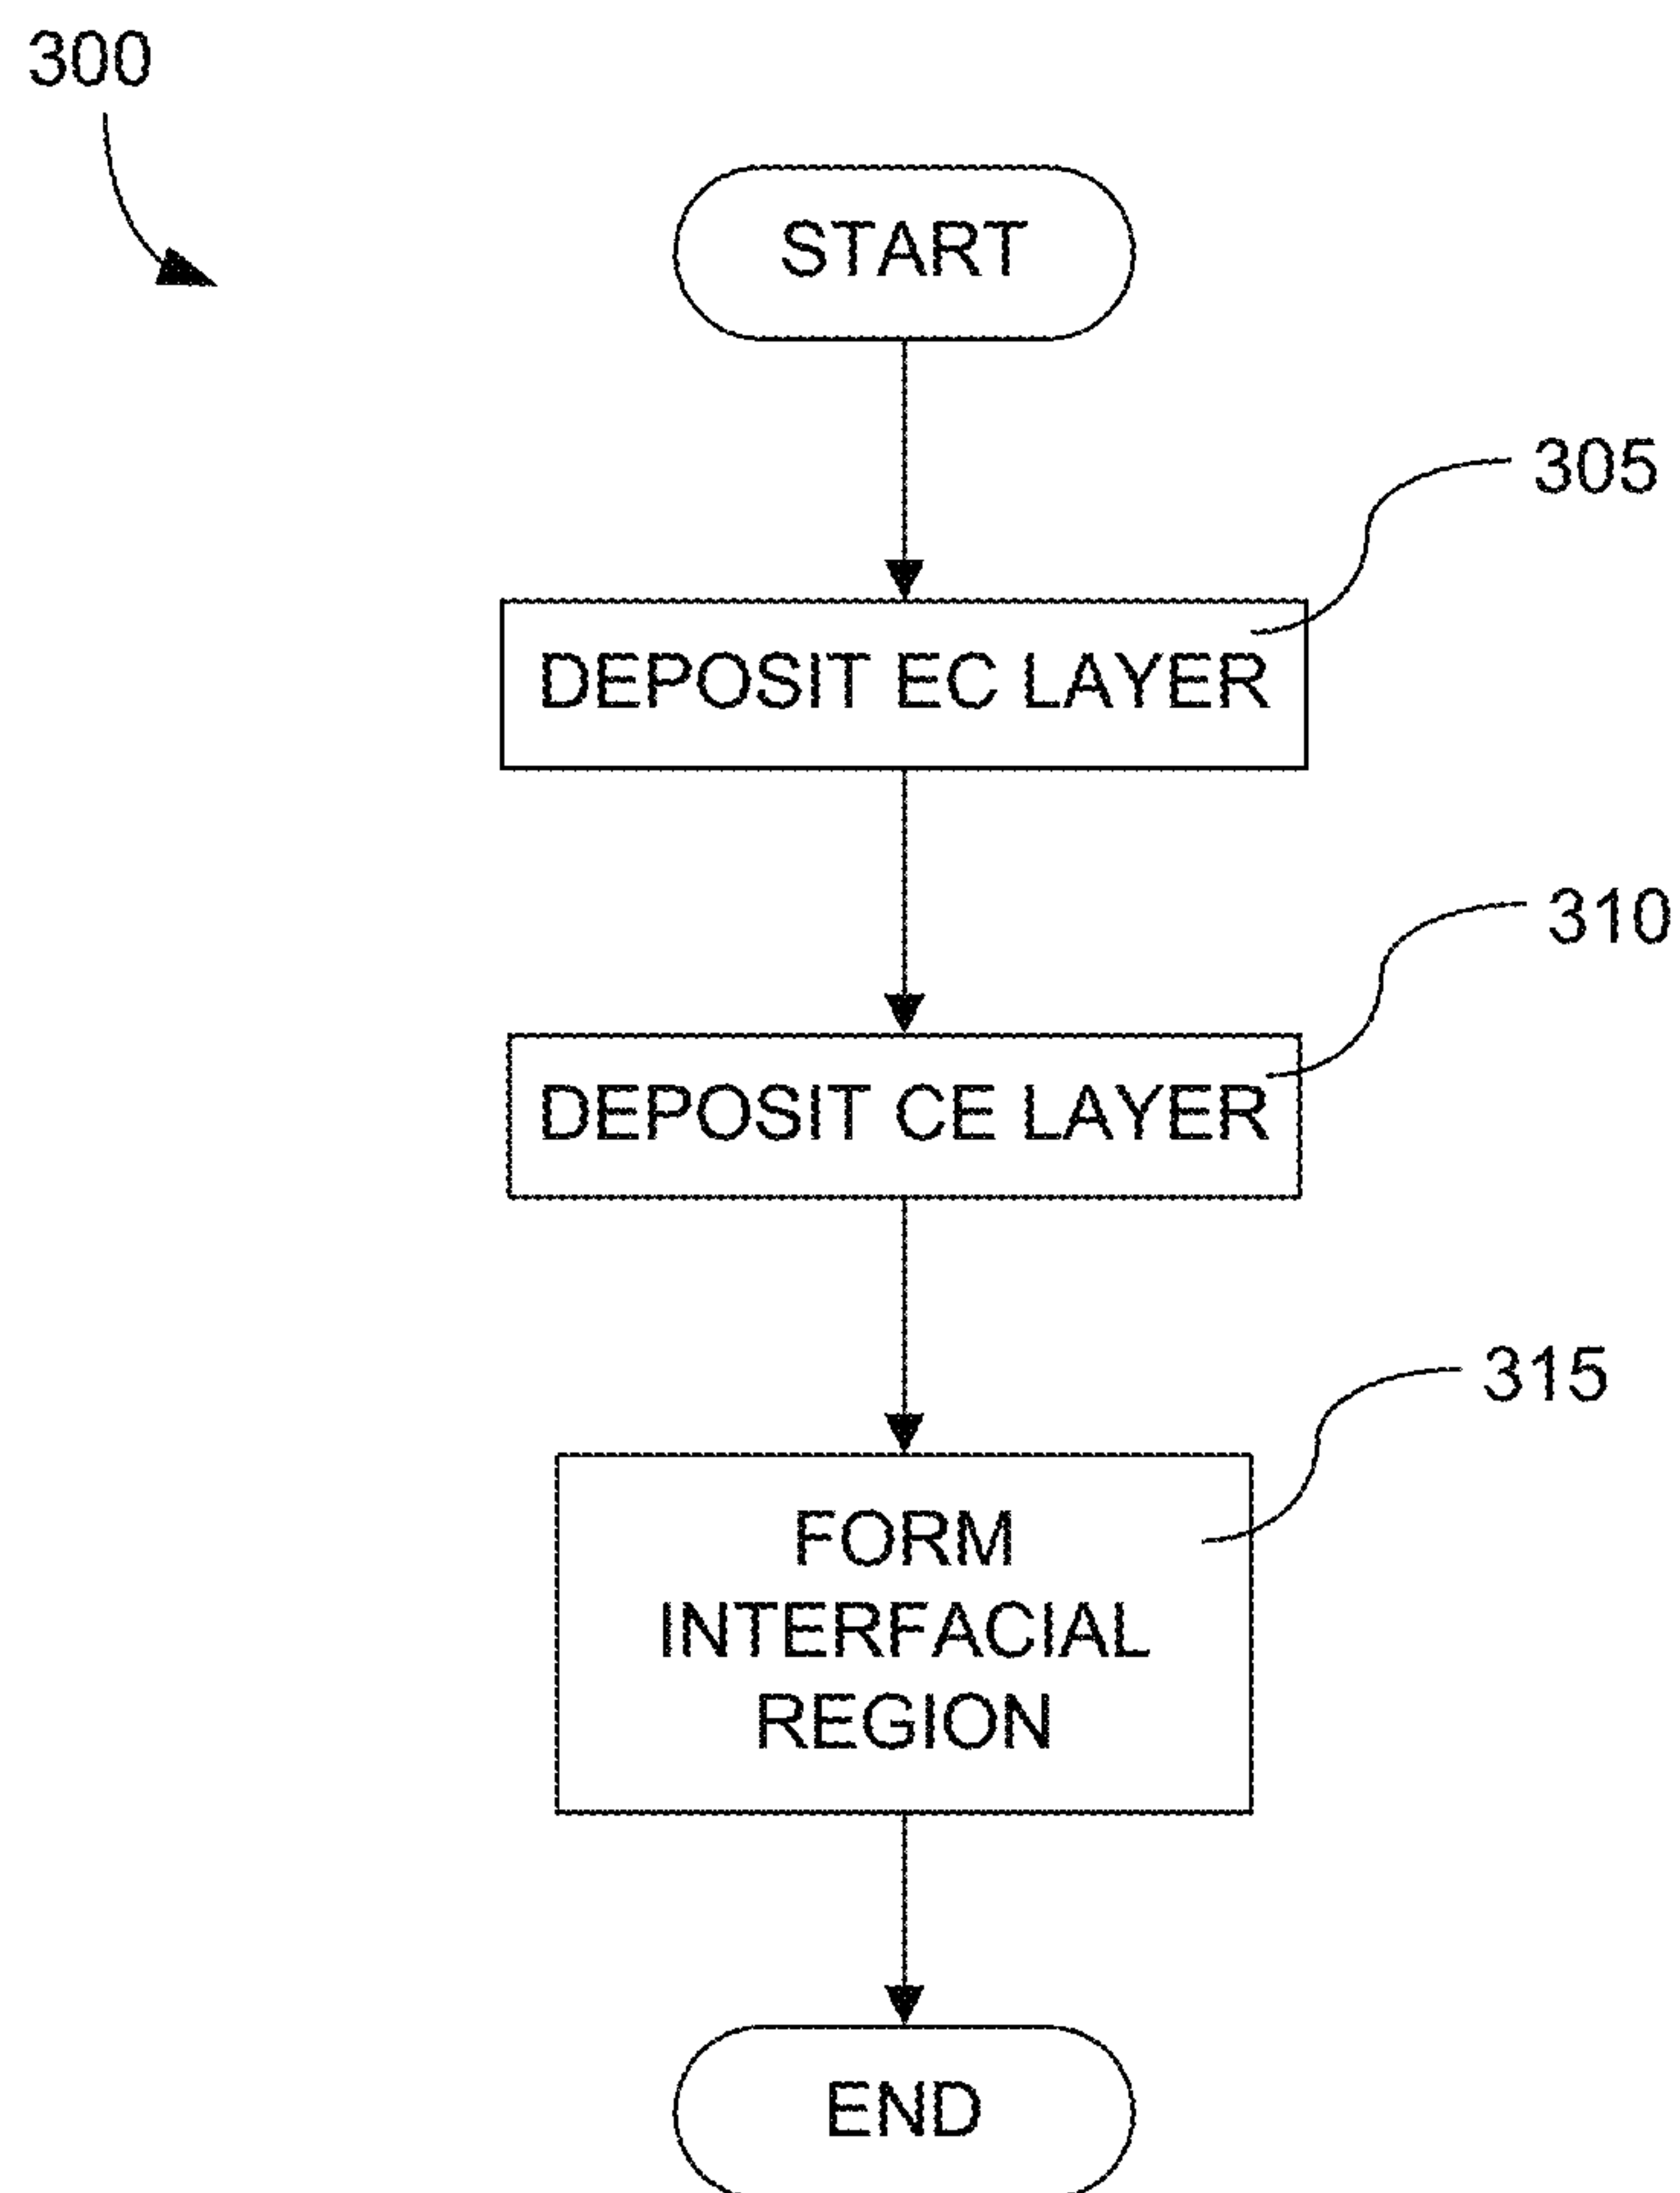 300
START
305
DEPOSIT EC LAYER
310
DEPOSIT CE LAYER
315
FORM
INTERFACIAL
REGION
END